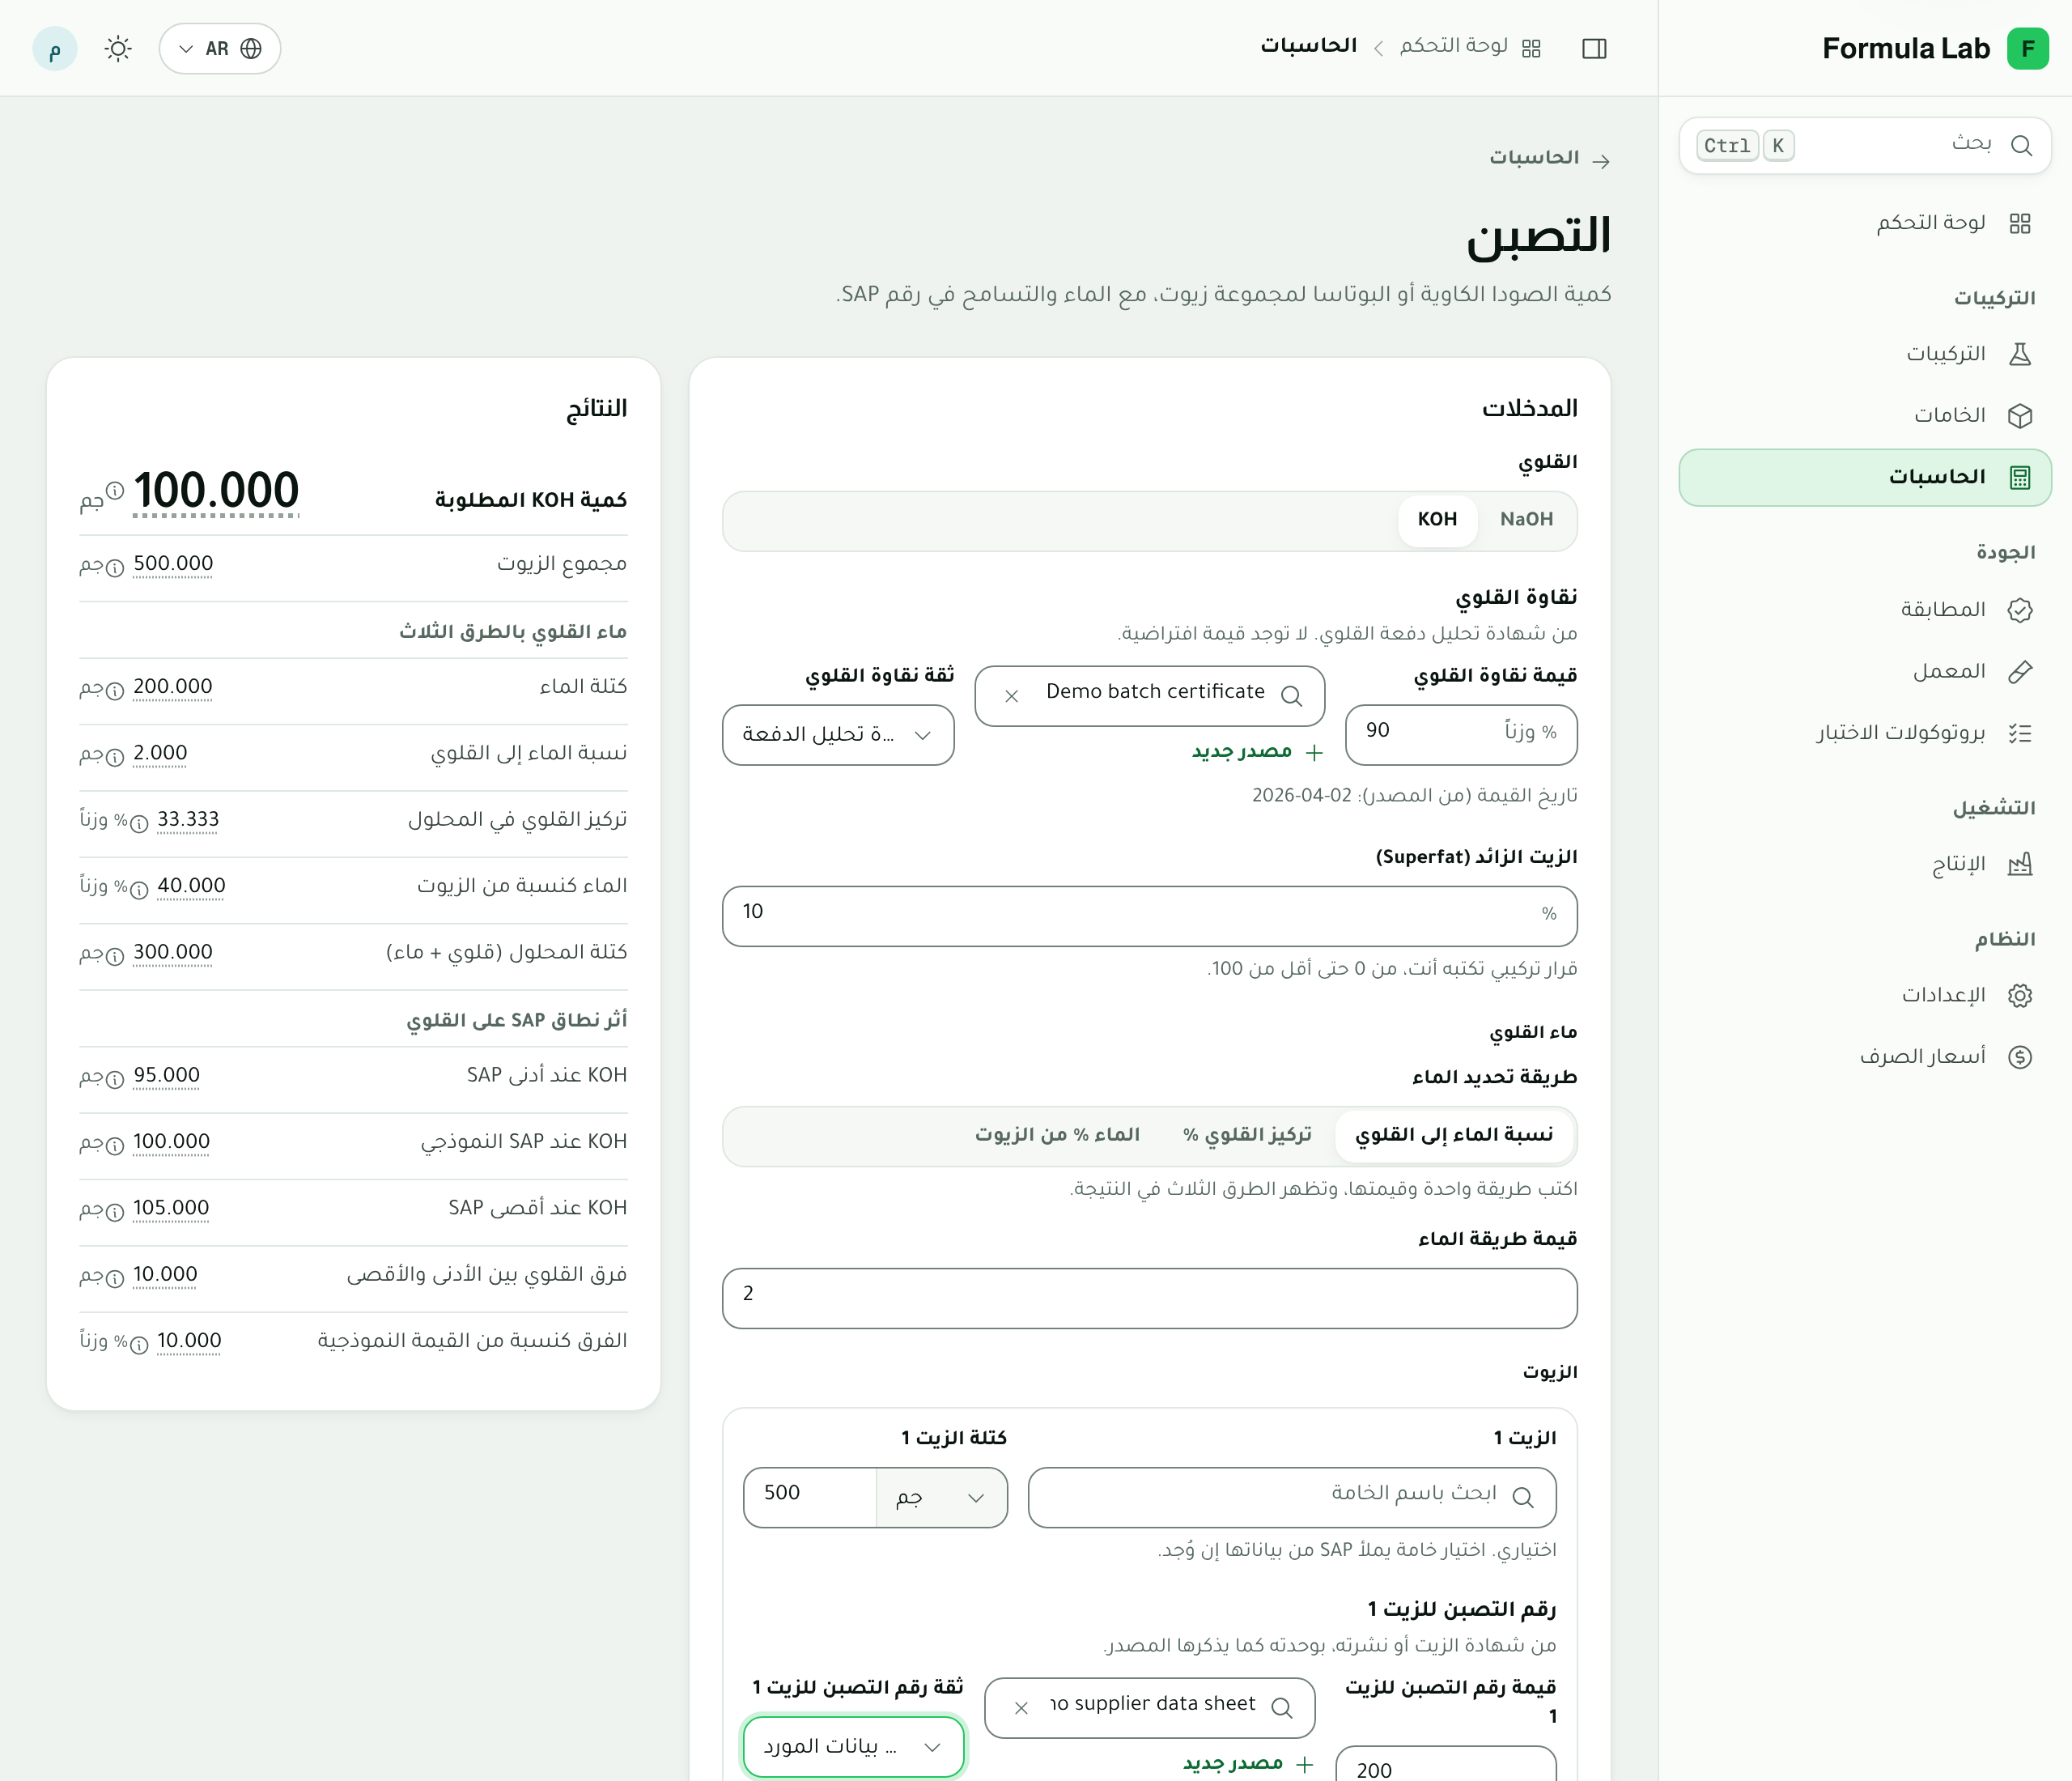 F Formula Lab
بحث Ctrl K
لوحة التحكم
التركيبات
التركيبات
الخامات
الحاسبات
الجودة
المطابقة
المعمل
بروتوكولات الاختبار
التشغيل
الإنتاج
النظام
الإعدادات
أسعار الصرف
لوحة التحكم
الحاسبات
AR
م
الحاسبات
التصبن
كمية الصودا الكاوية أو البوتاسا لمجموعة زيوت، مع الماء والتسامح في رقم SAP.
المدخلات
القلوي
NaOH KOH
نقاوة القلوي
من شهادة تحليل دفعة القلوي. لا توجد قيمة افتراضية.
قيمة نقاوة القلوي
% وزناً 90
Demo batch certificate
مصدر جديد
ثقة نقاوة القلوي
ة تحليل الدفعة...
تاريخ القيمة (من المصدر): 2026-04-02
الزيت الزائد (Superfat)
% 10
قرار تركيبي تكتبه أنت، من 0 حتى أقل من 100.
ماء القلوي
طريقة تحديد الماء
نسبة الماء إلى القلوي تركيز القلوي % الماء % من الزيوت
اكتب طريقة واحدة وقيمتها، وتظهر الطرق الثلاث في النتيجة.
قيمة طريقة الماء
2
الزيوت
الزيت 1
ابحث باسم الخامة
كتلة الزيت 1
جم 500
اختياري. اختيار خامة يملأ SAP من بياناتها إن وُجد.
رقم التصبن للزيت 1
من شهادة الزيت أو نشرته، بوحدته كما يذكرها المصدر.
قيمة رقم التصبن للزيت
1
200
supplier data sheet
مصدر جديد
ثقة رقم التصبن للزيت 1
بيانات المورد ...
النتائج
كمية KOH المطلوبة 100.000 جم
مجموع الزيوت 500.000 جم
ماء القلوي بالطرق الثلاث
كتلة الماء 200.000 جم
نسبة الماء إلى القلوي 2.000 جم
تركيز القلوي في المحلول 33.333 % وزناً
الماء كنسبة من الزيوت 40.000 % وزناً
كتلة المحلول (قلوي + ماء) 300.000 جم
أثر نطاق SAP على القلوي
KOH عند أدنى SAP 95.000 جم
KOH عند SAP النموذجي 100.000 جم
KOH عند أقصى SAP 105.000 جم
فرق القلوي بين الأدنى والأقصى 10.000 جم
الفرق كنسبة من القيمة النموذجية 10.000 % وزناً